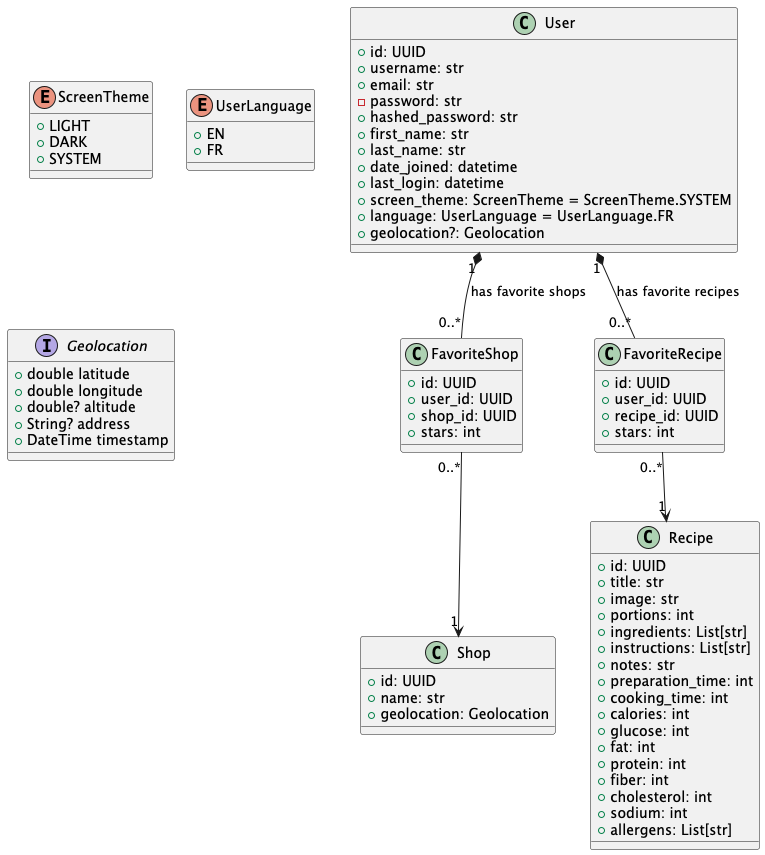 E ScreenTheme
LIGHT
DARK
SYSTEM
E UserLanguage
EN
FR
C User
id: UUID
username: str
email: str
password: str
hashed_password: str
first_name: str
last_name: str
date_joined: datetime
last_login: datetime
screen_theme: ScreenTheme = ScreenTheme.SYSTEM
language: UserLanguage = UserLanguage.FR
geolocation?: Geolocation
1
has favorite shops
0..*
1
has favorite recipes
0..*
I Geolocation
double latitude
double longitude
double? altitude
String? address
DateTime timestamp
C FavoriteShop
id: UUID
user_id: UUID
shop_id: UUID
stars: int
0..*
1
C FavoriteRecipe
id: UUID
user_id: UUID
recipe_id: UUID
stars: int
0..*
1
C Shop
id: UUID
name: str
geolocation: Geolocation
C Recipe
id: UUID
title: str
image: str
portions: int
ingredients: List[str]
instructions: List[str]
notes: str
preparation_time: int
cooking_time: int
calories: int
glucose: int
fat: int
protein: int
fiber: int
cholesterol: int
sodium: int
allergens: List[str]